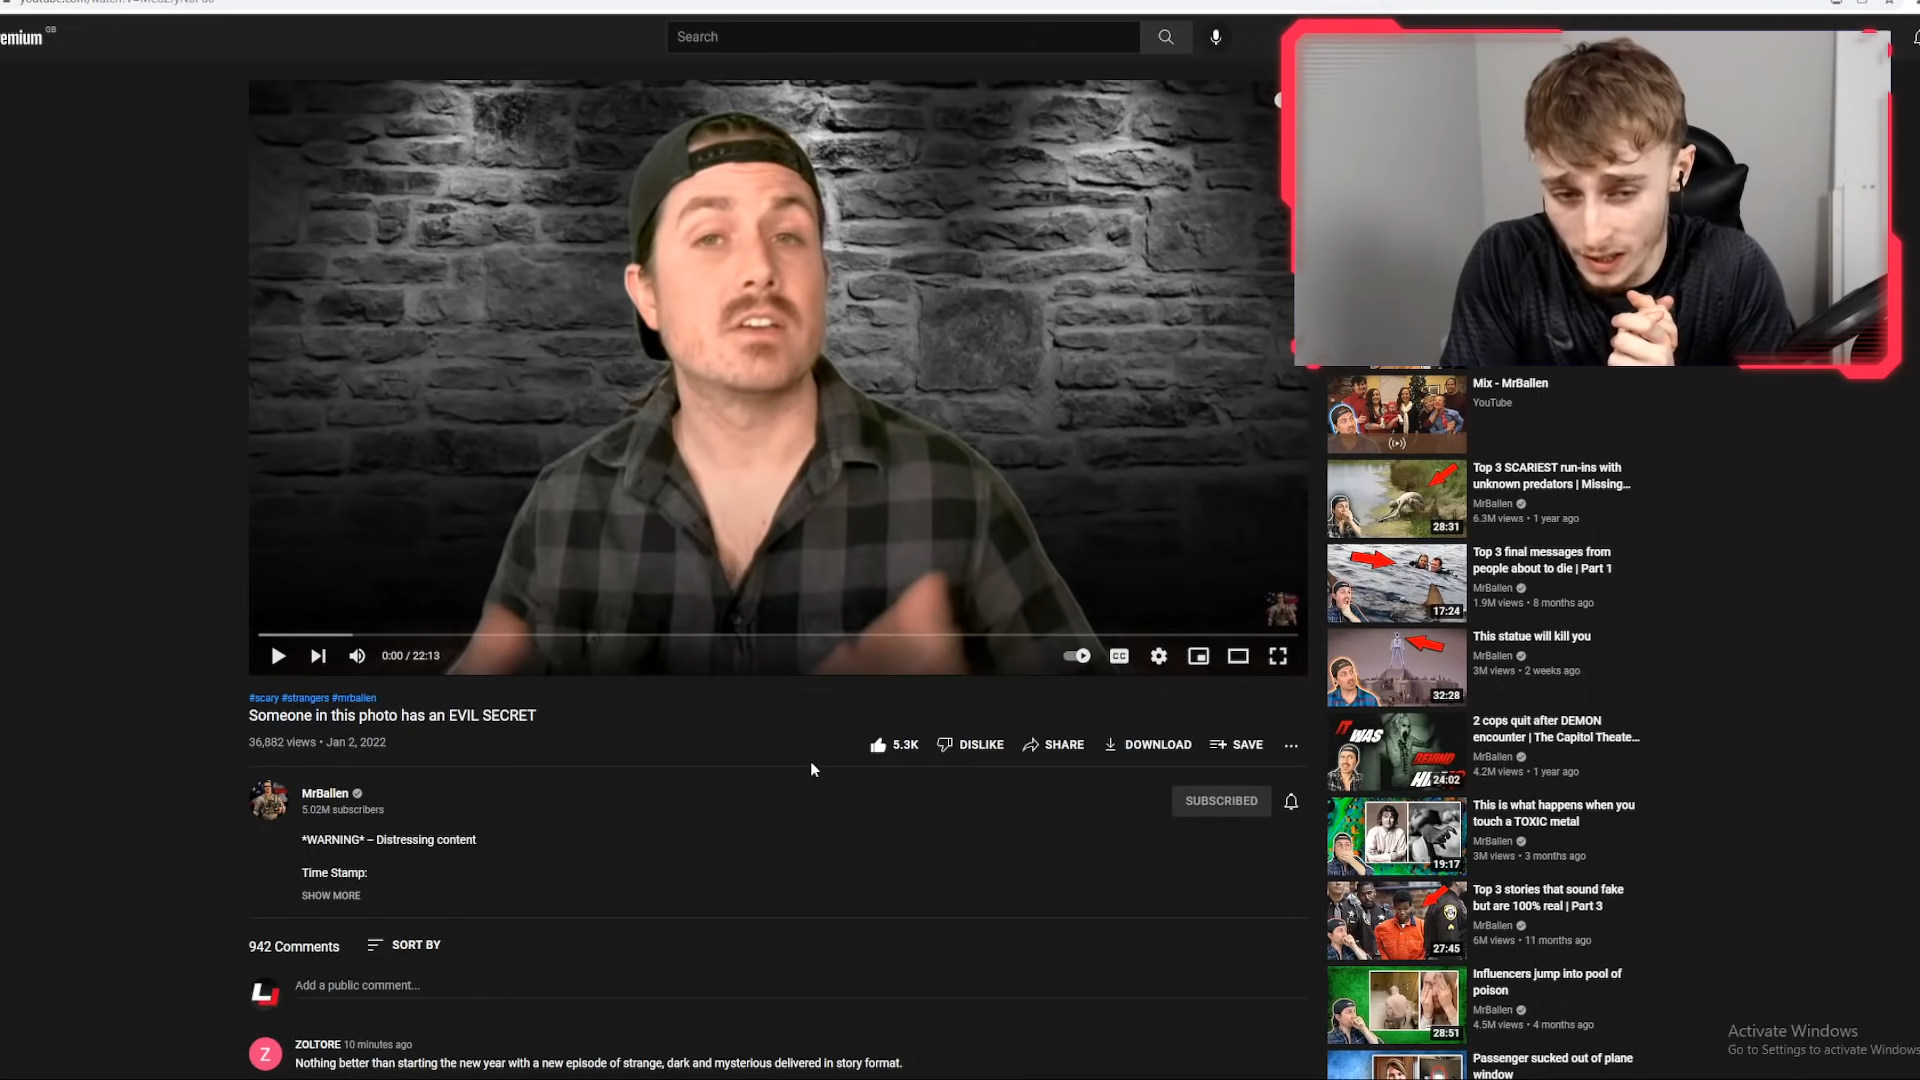 emium GB
Search
0:00 / 22:13
CC
#scary #strangers #mrballen
Someone in this photo has an EVIL SECRET
36,882 views • Jan 2, 2022
5.3K
DISLIKE
SHARE
DOWNLOAD
SAVE
MrBallen
5.02M subscribers
SUBSCRIBED
*WARNING* – Distressing content
Time Stamp:
SHOW MORE
942 Comments
SORT BY
Add a public comment...
Z
ZOLTORE 10 minutes ago
Nothing better than starting the new year with a new episode of strange, dark and mysterious delivered in story format.
Mix - MrBallen
YouTube
28:31
Top 3 SCARIEST run-ins with
unknown predators | Missing...
MrBallen
6.3M views • 1 year ago
17:24
Top 3 final messages from
people about to die | Part 1
MrBallen
1.9M views • 8 months ago
32:28
This statue will kill you
MrBallen
3M views • 2 weeks ago
IT
WAS
BEHIND
24:02
2 cops quit after DEMON
encounter | The Capitol Theate...
MrBallen
4.2M views • 1 year ago
19:17
This is what happens when you
touch a TOXIC metal
MrBallen
3M views • 3 months ago
27:45
Top 3 stories that sound fake
but are 100% real | Part 3
MrBallen
6M views • 11 months ago
28:51
Influencers jump into pool of
poison
MrBallen
4.5M views • 4 months ago
Passenger sucked out of plane
window
Activate Windows
Go to Settings to activate Windows